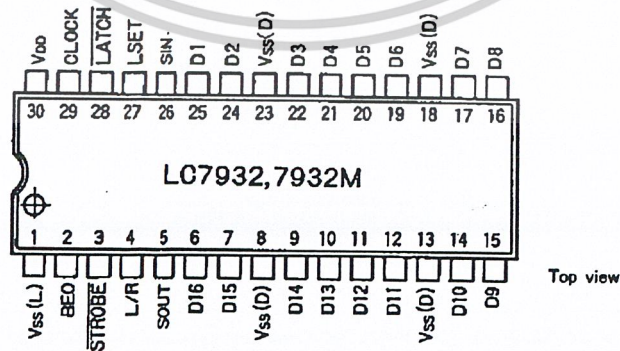 VDD CLOCK LATCH LSET SIN. D1 D2 Vss(D) D3 D4 D5 D6 Vss(D) D7 D8
30 29 28 27 26 25 24 23 22 21 20 19 18 17 16
LC7932,7932M
1 2 3 4 5 6 7 8 9 10 11 12 13 14 15
Vss(L) BEO STROBE L/R SOUT D16 D15 Vss(D) D14 D13 D12 D11 Vss(D) D10 D9
Top view